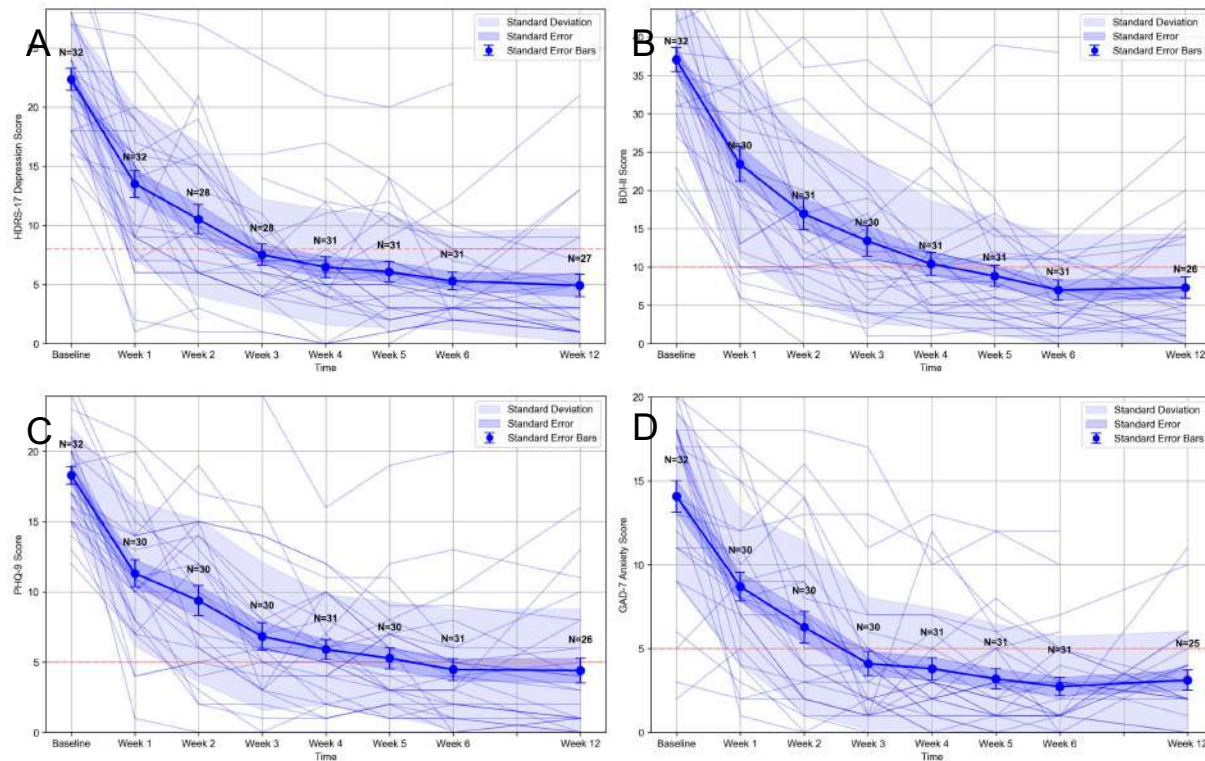 A
HDRS-17 Depression Score
20
15
10
5
0
N=32
N=32
N=28
N=28
N=31
N=31
N=31
N=27
Standard Deviation
Standard Error
Standard Error Bars
Baseline Week 1 Week 2 Week 3 Week 4 Week 5 Week 6 Week 12
Time
B
BDI-II Score
35
30
25
20
15
10
5
0
N=32
N=30
N=31
N=30
N=31
N=31
N=31
N=26
Standard Deviation
Standard Error
Standard Error Bars
Baseline Week 1 Week 2 Week 3 Week 4 Week 5 Week 6 Week 12
Time
C
PHQ-9 Score
20
15
10
5
0
N=32
N=30
N=30
N=30
N=31
N=30
N=31
N=26
Standard Deviation
Standard Error
Standard Error Bars
Baseline Week 1 Week 2 Week 3 Week 4 Week 5 Week 6 Week 12
Time
D
GAD-7 Anxiety Score
20
15
10
5
0
N=32
N=30
N=30
N=30
N=31
N=31
N=31
N=25
Standard Deviation
Standard Error
Standard Error Bars
Baseline Week 1 Week 2 Week 3 Week 4 Week 5 Week 6 Week 12
Time